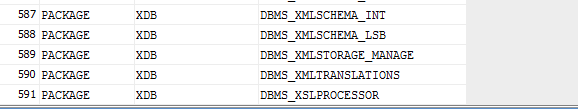 587 PACKAGE XDB DBMS_XMLSCHEMA_INT
588 PACKAGE XDB DBMS_XMLSCHEMA_LSB
589 PACKAGE XDB DBMS_XMLSTORAGE_MANAGE
590 PACKAGE XDB DBMS_XMLTRANSLATIONS
591 PACKAGE XDB DBMS_XSLPROCESSOR